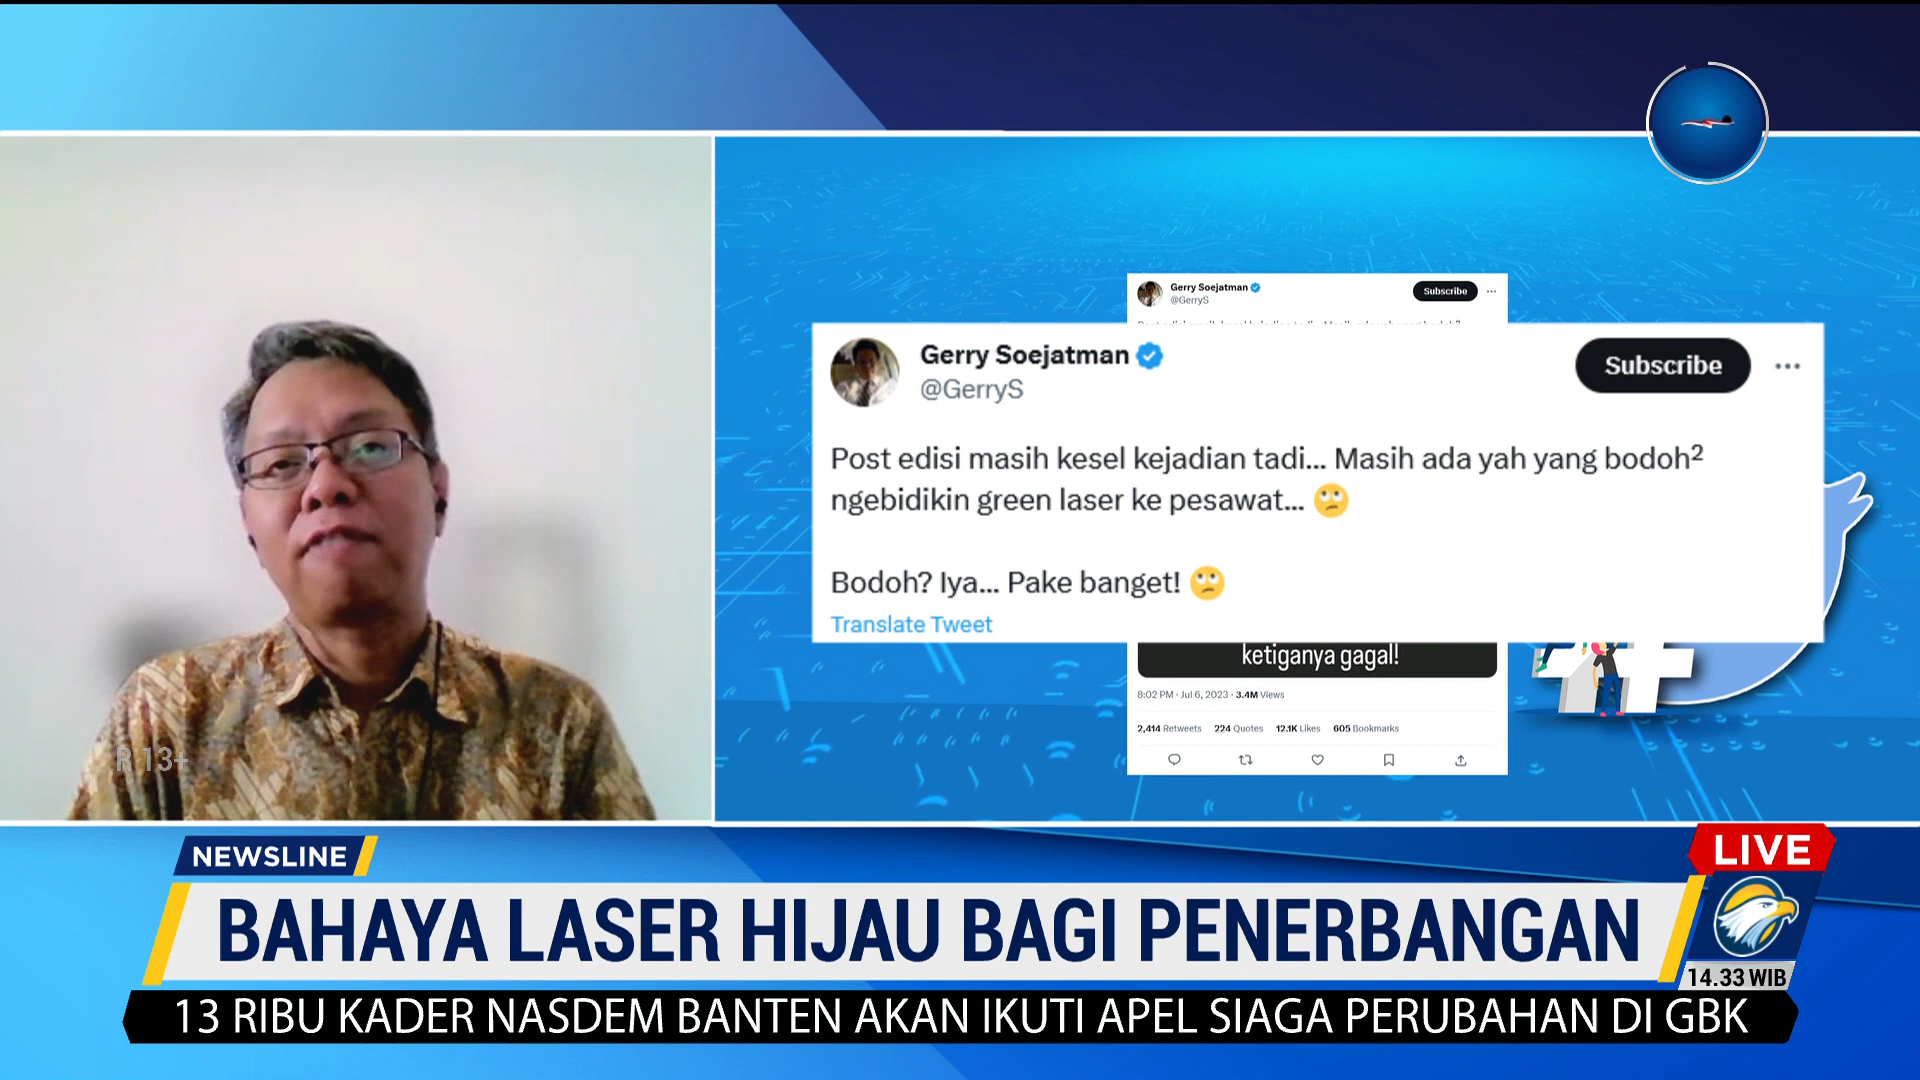 Gerry Soejatman
@GerryS
Subscribe
Gerry Soejatman
@GerryS
Subscribe
Post edisi masih kesel kejadian tadi... Masih ada yah yang bodoh²
ngebidikin green laser ke pesawat... 🙄
Bodoh? Iya... Pake banget! 🙄
Translate Tweet
ketiganya gagal!
8:02 PM · Jul 6, 2023 · 3.4M Views
2,414 Retweets 224 Quotes 12.1K Likes 605 Bookmarks
R 13+
NEWSLINE
LIVE
BAHAYA LASER HIJAU BAGI PENERBANGAN
14.33 WIB
13 RIBU KADER NASDEM BANTEN AKAN IKUTI APEL SIAGA PERUBAHAN DI GBK